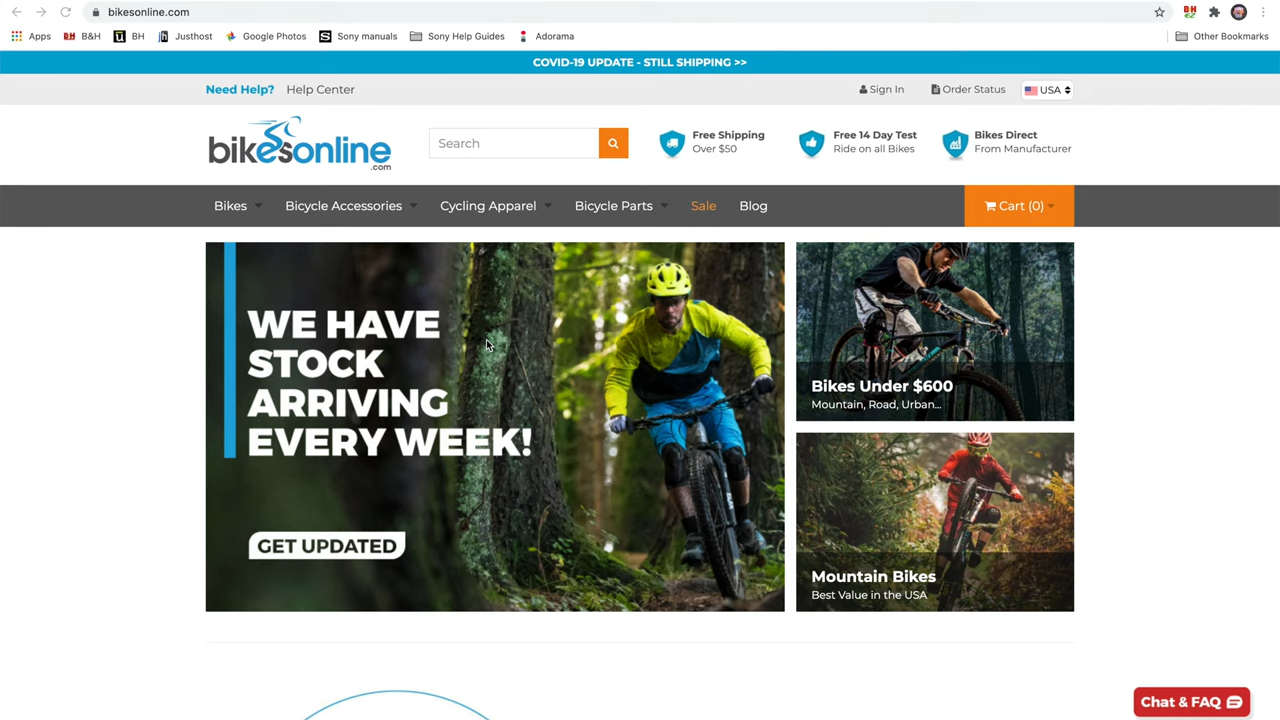 bikesonline.com
Apps
B&H
BH
Justhost
Google Photos
Sony manuals
Sony Help Guides
Adorama
Other Bookmarks
COVID-19 UPDATE - STILL SHIPPING >>
Need Help? Help Center
Sign In
Order Status
USA
bikesonline
.com
Search
Free Shipping
Over $50
Free 14 Day Test
Ride on all Bikes
Bikes Direct
From Manufacturer
Bikes
Bicycle Accessories
Cycling Apparel
Bicycle Parts
Sale
Blog
Cart (0)
WE HAVE
STOCK
ARRIVING
EVERY WEEK!
GET UPDATED
Bikes Under $600
Mountain, Road, Urban...
Mountain Bikes
Best Value in the USA
Chat & FAQ